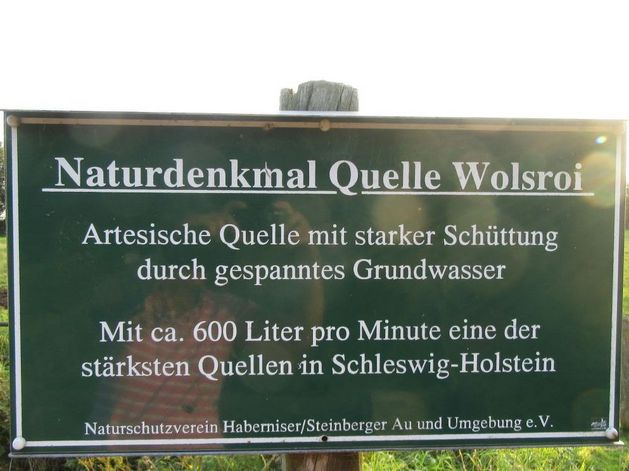 Naturdenkmal Quelle Wolsroi
Artesische Quelle mit starker Schüttung
durch gespanntes Grundwasser
Mit ca. 600 Liter pro Minute eine der
stärksten Quellen in Schleswig-Holstein
Naturschutzverein Haberniser/Steinberger Au und Umgebung e.V.